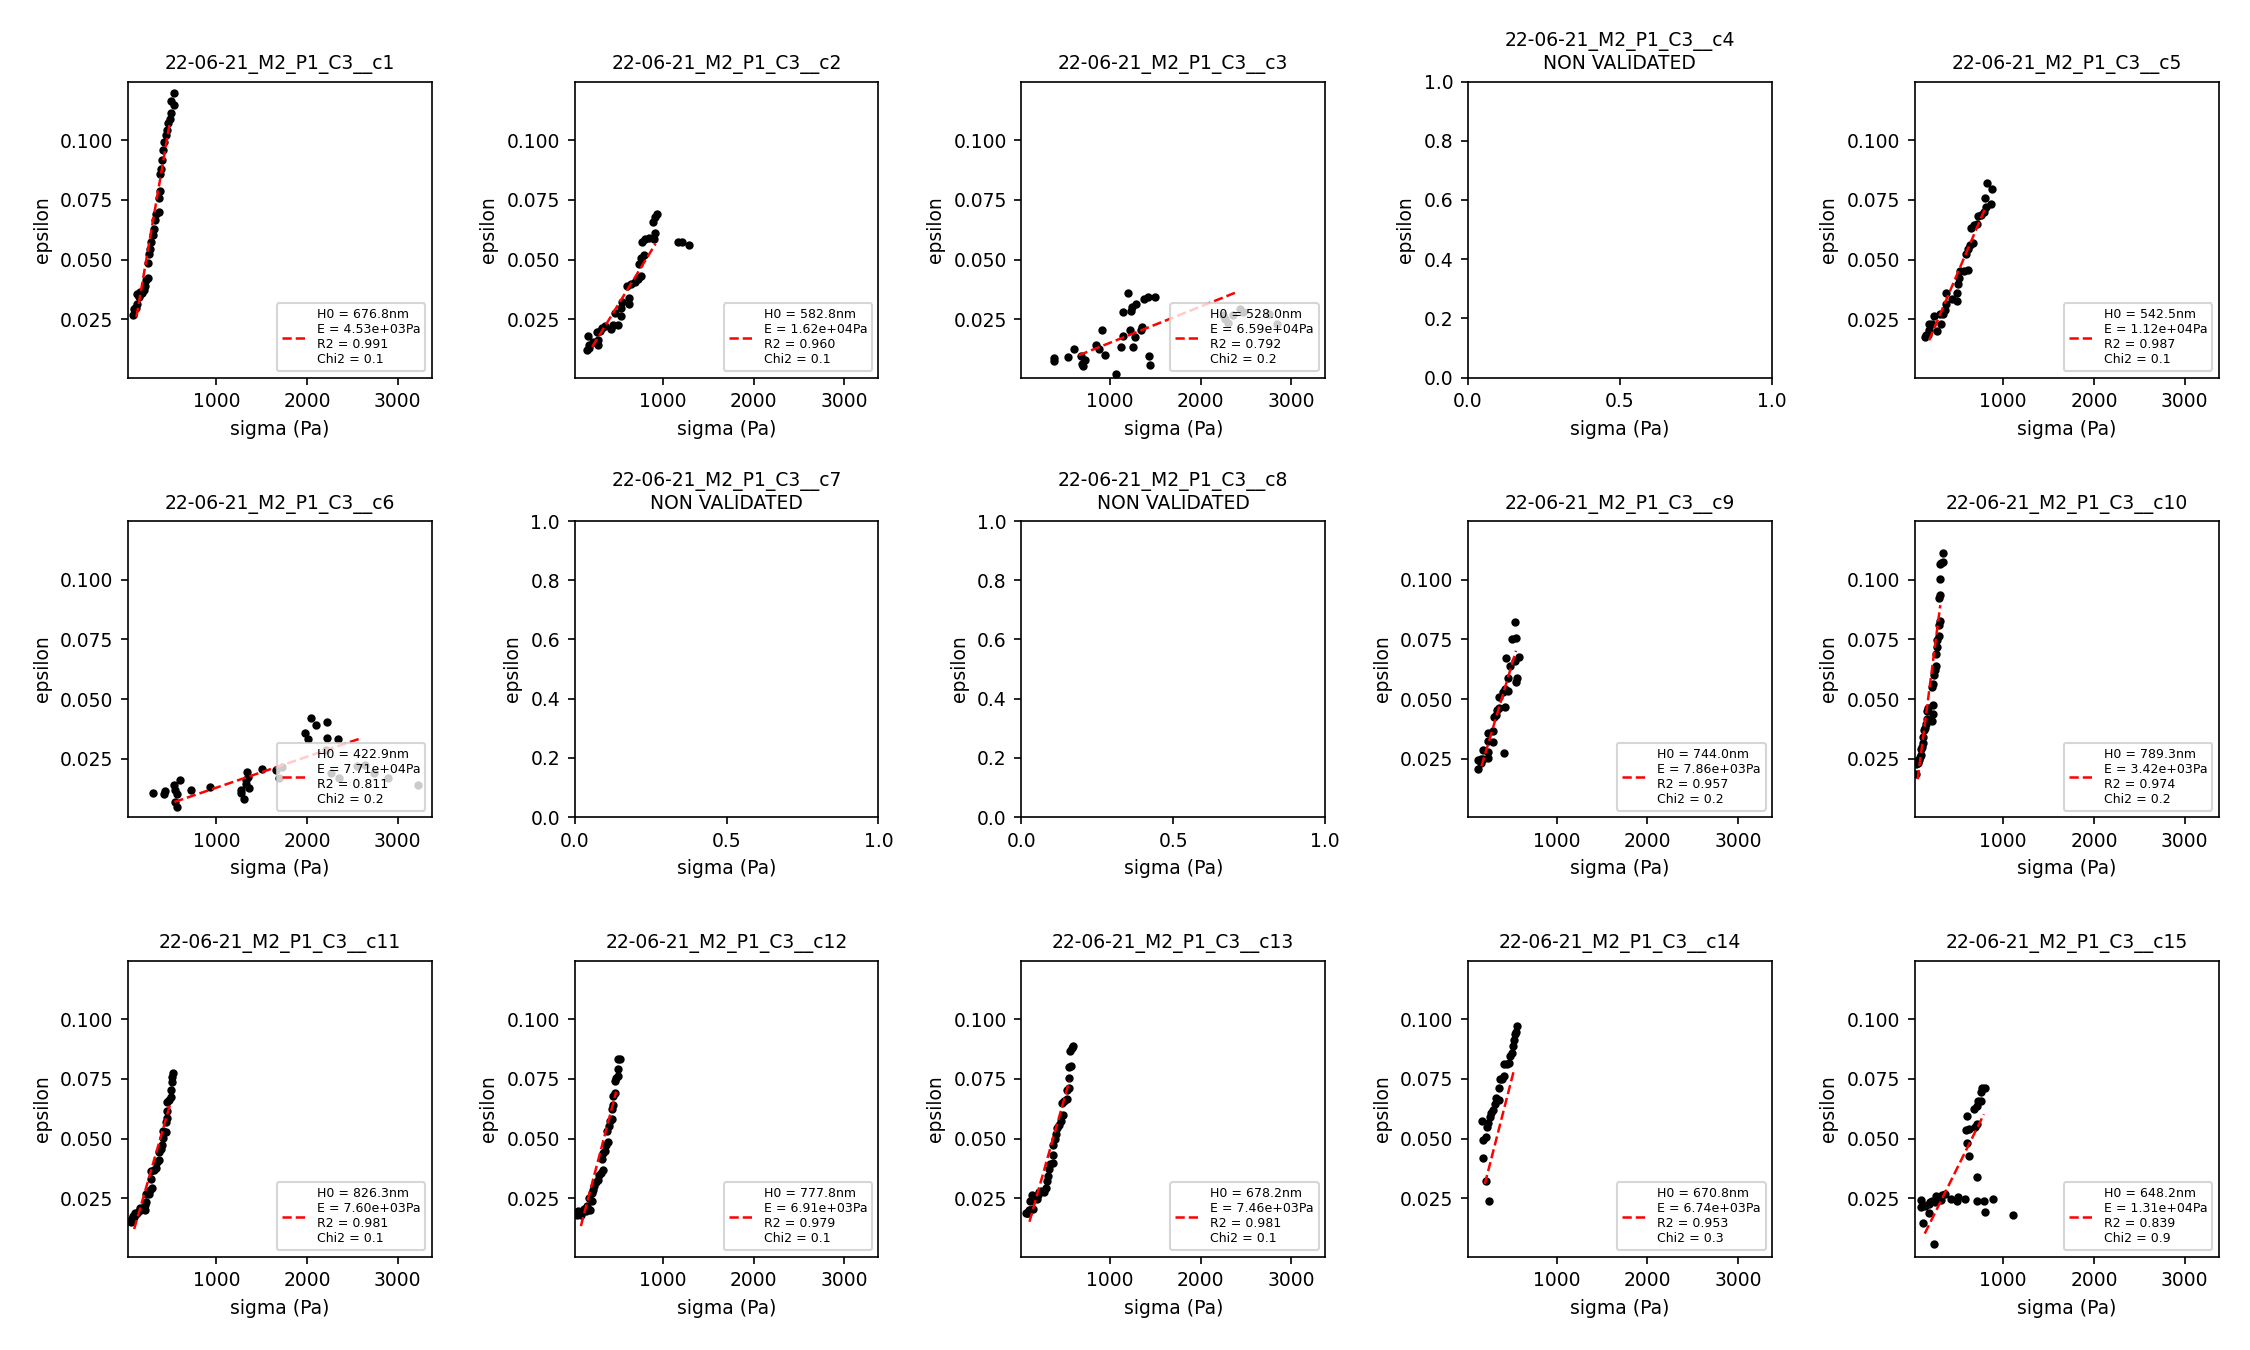 22-06-21_M2_P1_C3__c1
epsilon
0.100
0.075
0.050
0.025
H0 = 676.8nm
E = 4.53e+03Pa
R2 = 0.991
Chi2 = 0.1
1000 2000 3000
sigma (Pa)
22-06-21_M2_P1_C3__c2
epsilon
0.100
0.075
0.050
0.025
H0 = 582.8nm
E = 1.62e+04Pa
R2 = 0.960
Chi2 = 0.1
1000 2000 3000
sigma (Pa)
22-06-21_M2_P1_C3__c3
epsilon
0.100
0.075
0.050
0.025
H0 = 528.0nm
E = 6.59e+04Pa
R2 = 0.792
Chi2 = 0.2
1000 2000 3000
sigma (Pa)
22-06-21_M2_P1_C3__c4
NON VALIDATED
epsilon
1.0
0.8
0.6
0.4
0.2
0.0
0.0 0.5 1.0
sigma (Pa)
22-06-21_M2_P1_C3__c5
epsilon
0.100
0.075
0.050
0.025
H0 = 542.5nm
E = 1.12e+04Pa
R2 = 0.987
Chi2 = 0.1
1000 2000 3000
sigma (Pa)
22-06-21_M2_P1_C3__c6
epsilon
0.100
0.075
0.050
0.025
H0 = 422.9nm
E = 7.71e+04Pa
R2 = 0.811
Chi2 = 0.2
1000 2000 3000
sigma (Pa)
22-06-21_M2_P1_C3__c7
NON VALIDATED
epsilon
1.0
0.8
0.6
0.4
0.2
0.0
0.0 0.5 1.0
sigma (Pa)
22-06-21_M2_P1_C3__c8
NON VALIDATED
epsilon
1.0
0.8
0.6
0.4
0.2
0.0
0.0 0.5 1.0
sigma (Pa)
22-06-21_M2_P1_C3__c9
epsilon
0.100
0.075
0.050
0.025
H0 = 744.0nm
E = 7.86e+03Pa
R2 = 0.957
Chi2 = 0.2
1000 2000 3000
sigma (Pa)
22-06-21_M2_P1_C3__c10
epsilon
0.100
0.075
0.050
0.025
H0 = 789.3nm
E = 3.42e+03Pa
R2 = 0.974
Chi2 = 0.2
1000 2000 3000
sigma (Pa)
22-06-21_M2_P1_C3__c11
epsilon
0.100
0.075
0.050
0.025
H0 = 826.3nm
E = 7.60e+03Pa
R2 = 0.981
Chi2 = 0.1
1000 2000 3000
sigma (Pa)
22-06-21_M2_P1_C3__c12
epsilon
0.100
0.075
0.050
0.025
H0 = 777.8nm
E = 6.91e+03Pa
R2 = 0.979
Chi2 = 0.1
1000 2000 3000
sigma (Pa)
22-06-21_M2_P1_C3__c13
epsilon
0.100
0.075
0.050
0.025
H0 = 678.2nm
E = 7.46e+03Pa
R2 = 0.981
Chi2 = 0.1
1000 2000 3000
sigma (Pa)
22-06-21_M2_P1_C3__c14
epsilon
0.100
0.075
0.050
0.025
H0 = 670.8nm
E = 6.74e+03Pa
R2 = 0.953
Chi2 = 0.3
1000 2000 3000
sigma (Pa)
22-06-21_M2_P1_C3__c15
epsilon
0.100
0.075
0.050
0.025
H0 = 648.2nm
E = 1.31e+04Pa
R2 = 0.839
Chi2 = 0.9
1000 2000 3000
sigma (Pa)